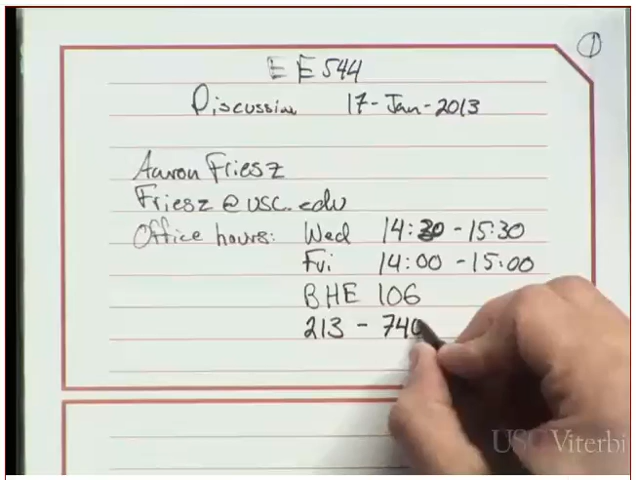 1
EE 544
Discussion 17-Jan-2013
Aaron Friesz
Friesz@usc.edu
Office hours: Wed 14:30 - 15:30
Fri 14:00 - 15:00
BHE 106
213 - 740
USC Viterbi